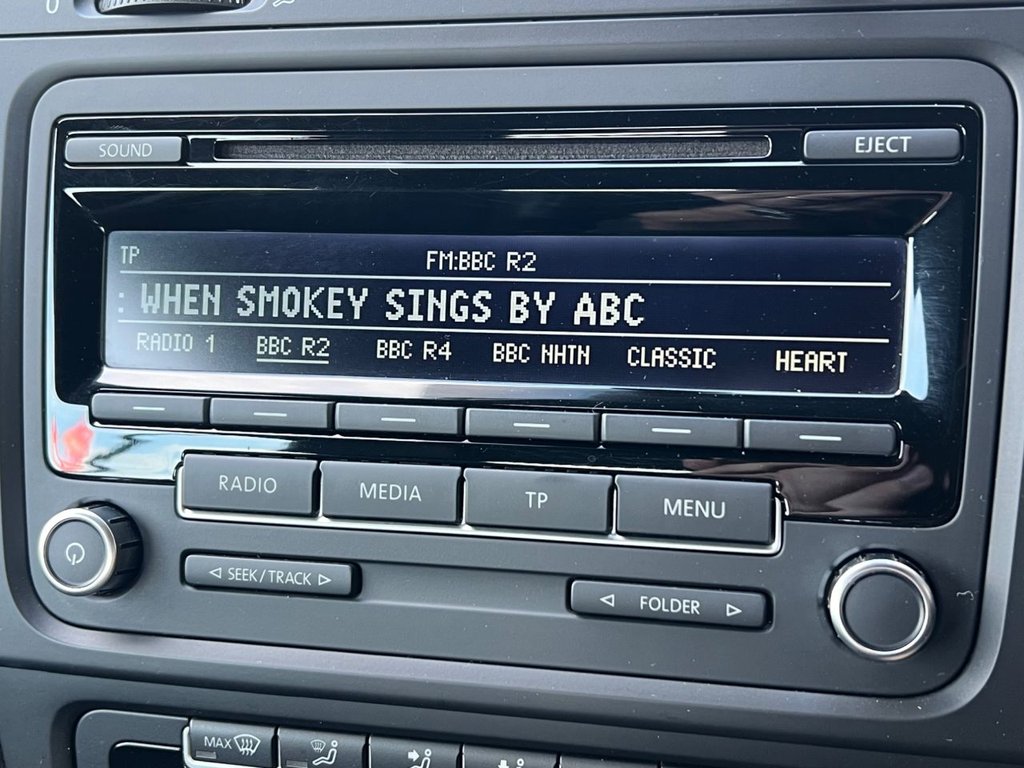 0
SOUND
EJECT
TP FM:BBC R2
: WHEN SMOKEY SINGS BY ABC
RADIO 1 BBC R2 BBC R4 BBC NHTN CLASSIC HEART
RADIO MEDIA TP MENU
◁ SEEK/TRACK ▷
◁ FOLDER ▷
MAX